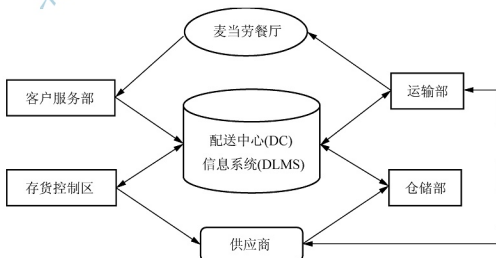 麦当劳餐厅
客户服务部
运输部
配送中心(DC)
信息系统(DLMS)
存货控制区
仓储部
供应商